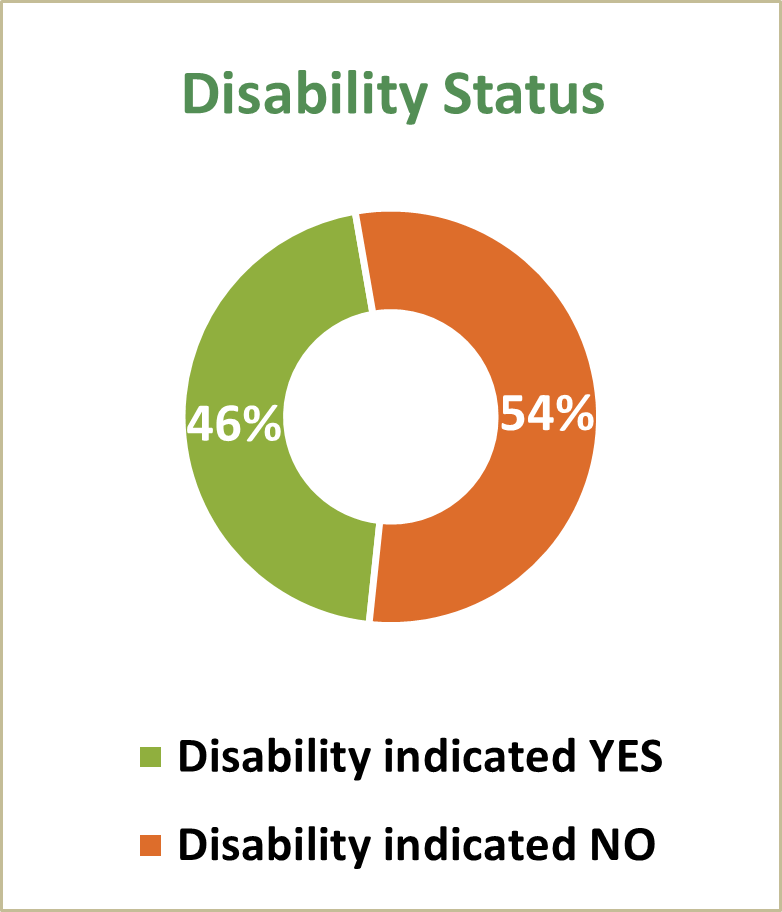 Disability Status
46%
54%
Disability indicated YES
Disability indicated NO